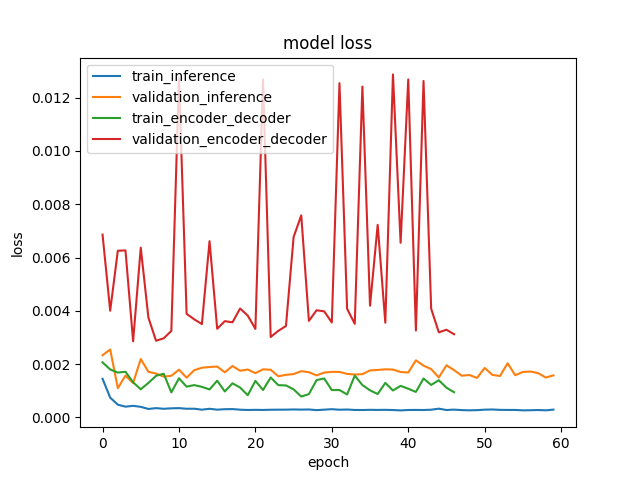 model loss
train_inference
validation_inference
train_encoder_decoder
validation_encoder_decoder
0.012
0.010
0.008
0.006
0.004
0.002
0.000
loss
0 10 20 30 40 50 60
epoch